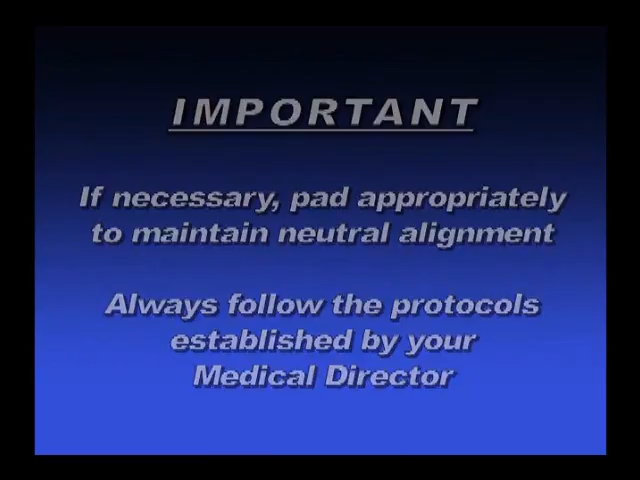 IMPORTANT
If necessary, pad appropriately
to maintain neutral alignment
Always follow the protocols
established by your
Medical Director